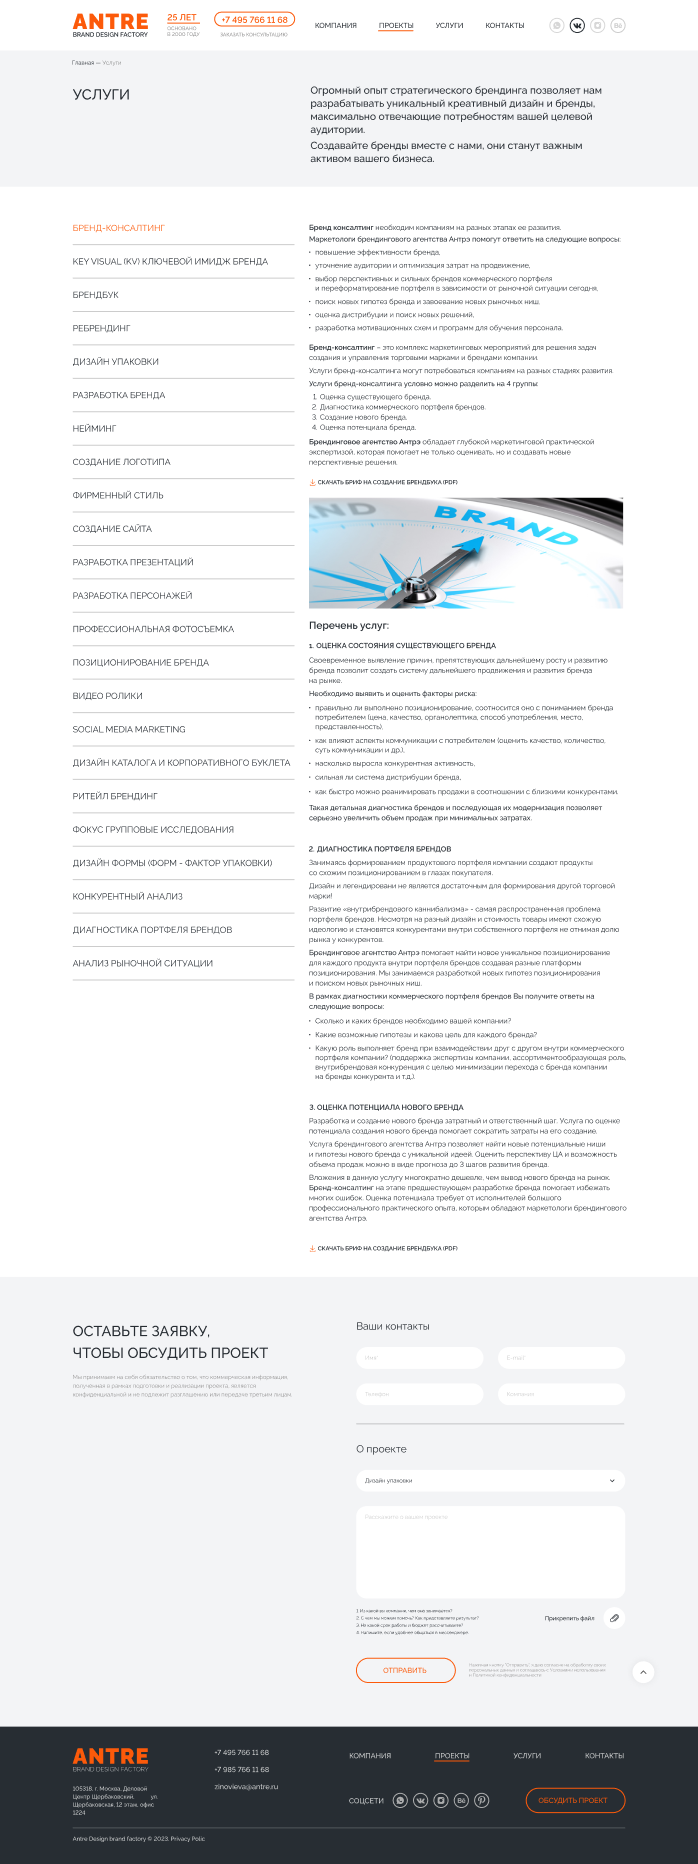 ANTRE
BRAND DESIGN FACTORY
25 ЛЕТ
ОСНОВАНО
В 2000 ГОДУ
+7 495 766 11 68
ЗАКАЗАТЬ КОНСУЛЬТАЦИЮ
КОМПАНИЯ ПРОЕКТЫ УСЛУГИ КОНТАКТЫ
Главная — Услуги
УСЛУГИ
Огромный опыт стратегического брендинга позволяет нам
разрабатывать уникальный креативный дизайн и бренды,
максимально отвечающие потребностям вашей целевой
аудитории.
Создавайте бренды вместе с нами, они станут важным
активом вашего бизнеса.
БРЕНД-КОНСАЛТИНГ
KEY VISUAL (KV) КЛЮЧЕВОЙ ИМИДЖ БРЕНДА
БРЕНДБУК
РЕБРЕНДИНГ
ДИЗАЙН УПАКОВКИ
РАЗРАБОТКА БРЕНДА
НЕЙМИНГ
СОЗДАНИЕ ЛОГОТИПА
ФИРМЕННЫЙ СТИЛЬ
СОЗДАНИЕ САЙТА
РАЗРАБОТКА ПРЕЗЕНТАЦИЙ
РАЗРАБОТКА ПЕРСОНАЖЕЙ
ПРОФЕССИОНАЛЬНАЯ ФОТОСЪЕМКА
ПОЗИЦИОНИРОВАНИЕ БРЕНДА
ВИДЕО РОЛИКИ
SOCIAL MEDIA MARKETING
ДИЗАЙН КАТАЛОГА И КОРПОРАТИВНОГО БУКЛЕТА
РИТЕЙЛ БРЕНДИНГ
ФОКУС ГРУППОВЫЕ ИССЛЕДОВАНИЯ
ДИЗАЙН ФОРМЫ (ФОРМ - ФАКТОР УПАКОВКИ)
КОНКУРЕНТНЫЙ АНАЛИЗ
ДИАГНОСТИКА ПОРТФЕЛЯ БРЕНДОВ
АНАЛИЗ РЫНОЧНОЙ СИТУАЦИИ
Бренд консалтинг необходим компаниям на разных этапах ее развития.
Маркетологи брендингового агентства Антрэ помогут ответить на следующие вопросы:
• повышение эффективности бренда,
• уточнение аудитории и оптимизация затрат на продвижение,
• выбор перспективных и сильных брендов коммерческого портфеля
и переформатирование портфеля в зависимости от рыночной ситуации сегодня,
• поиск новых гипотез бренда и завоевание новых рыночных ниш,
• оценка дистрибуции и поиск новых решений,
• разработка мотивационных схем и программ для обучения персонала.
Бренд-консалтинг – это комплекс маркетинговых мероприятий для решения задач
создания и управления торговыми марками и брендами компании.
Услуги бренд-консалтинга могут потребоваться компаниям на разных стадиях развития.
Услуги бренд-консалтинга условно можно разделить на 4 группы:
1. Оценка существующего бренда.
2. Диагностика коммерческого портфеля брендов.
3. Создание нового бренда.
4. Оценка потенциала бренда.
Брендинговое агентство Антрэ обладает глубокой маркетинговой практической
экспертизой, которая помогает не только оценивать, но и создавать новые
перспективные решения.
СКАЧАТЬ БРИФ НА СОЗДАНИЕ БРЕНДБУКА (PDF)
BRAND
BRAND
Перечень услуг:
1. ОЦЕНКА СОСТОЯНИЯ СУЩЕСТВУЮЩЕГО БРЕНДА
Своевременное выявление причин, препятствующих дальнейшему росту и развитию
бренда позволит создать систему дальнейшего продвижения и развития бренда
на рынке.
Необходимо выявить и оценить факторы риска:
• правильно ли выполнено позиционирование, соотносится оно с пониманием бренда
потребителем (цена, качество, органолептика, способ употребления, место,
представленность),
• как влияют аспекты коммуникации с потребителем (оценить качество, количество,
суть коммуникации и др.),
• насколько выросла конкурентная активность,
• сильная ли система дистрибуции бренда,
• как быстро можно реанимировать продажи в соотношении с близкими конкурентами.
Такая детальная диагностика брендов и последующая их модернизация позволяет
серьезно увеличить объем продаж при минимальных затратах.
2. ДИАГНОСТИКА ПОРТФЕЛЯ БРЕНДОВ
Занимаясь формированием продуктового портфеля компании создают продукты
со схожим позиционированием в глазах покупателя.
Дизайн и легендировани не является достаточным для формирования другой торговой
марки!
Развитие «внутрибрендового каннибализма» - самая распространенная проблема
портфеля брендов. Несмотря на разный дизайн и стоимость товары имеют схожую
идеологию и становятся конкурентами внутри собственного портфеля не отнимая долю
рынка у конкурентов.
Брендинговое агентство Антрэ помогает найти новое уникальное позиционирование
для каждого продукта внутри портфеля брендов создавая разные платформы
позиционирования. Мы занимаемся разработкой новых гипотез позиционирования
и поиском новых рыночных ниш.
В рамках диагностики коммерческого портфеля брендов Вы получите ответы на
следующие вопросы:
• Сколько и каких брендов необходимо вашей компании?
• Какие возможные гипотезы и какова цель для каждого бренда?
• Какую роль выполняет бренд при взаимодействии друг с другом внутри коммерческого
портфеля компании? (поддержка экспертизы компании, ассортиментообразующая роль,
внутрибрендовая конкуренция с целью минимизации перехода с бренда компании
на бренды конкурента и т.д.).
3. ОЦЕНКА ПОТЕНЦИАЛА НОВОГО БРЕНДА
Разработка и создание нового бренда затратный и ответственный шаг. Услуга по оценке
потенциала создания нового бренда помогает сократить затраты на его создание.
Услуга брендингового агентства Антрэ позволяет найти новые потенциальные ниши
и гипотезы нового бренда с уникальной идеей. Оценить перспективу ЦА и возможность
объема продаж можно в виде прогноза до 3 шагов развития бренда.
Вложения в данную услугу многократно дешевле, чем вывод нового бренда на рынок.
Бренд-консалтинг на этапе предшествующем разработке бренда помогает избежать
многих ошибок. Оценка потенциала требует от исполнителей большого
профессионального практического опыта, которым обладают маркетологи брендингового
агентства Антрэ.
СКАЧАТЬ БРИФ НА СОЗДАНИЕ БРЕНДБУКА (PDF)
ОСТАВЬТЕ ЗАЯВКУ,
ЧТОБЫ ОБСУДИТЬ ПРОЕКТ
Мы принимаем на себя обязательство о том, что коммерческая информация,
полученная в рамках подготовки и реализации проекта, является
конфиденциальной и не подлежит разглашению или передаче третьим лицам.
Ваши контакты
Имя
E-mail
Телефон
Компания
О проекте
Дизайн упаковки
Расскажите о вашем проекте
1. Из какой вы компании, чем она занимается?
2. С чем мы можем помочь? Как представляете результат?
3. На какой срок работы и бюджет рассчитываете?
4. Напишите, если удобнее общаться в мессенджере
Прикрепить файл
ОТПРАВИТЬ
ANTRE
BRAND DESIGN FACTORY
105318, г. Москва, Деловой
Центр Щербаковский, ул.
Щербаковская, 12 этаж, офис
1224
+7 495 766 11 68
+7 985 766 11 68
zinovieva@antre.ru
КОМПАНИЯ ПРОЕКТЫ УСЛУГИ КОНТАКТЫ
СОЦСЕТИ
ОБСУДИТЬ ПРОЕКТ
Antre Design brand factory © 2023. Privacy Polic